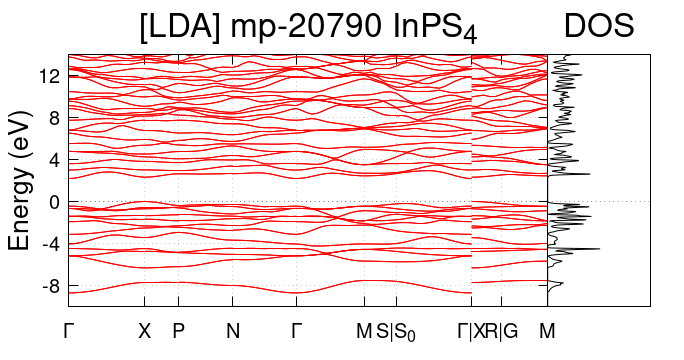 [LDA] mp-20790 InPS₄ DOS
Energy (eV)
12
8
4
0
-4
-8
Γ X P N Γ M S|S₀ Γ|X R|G M